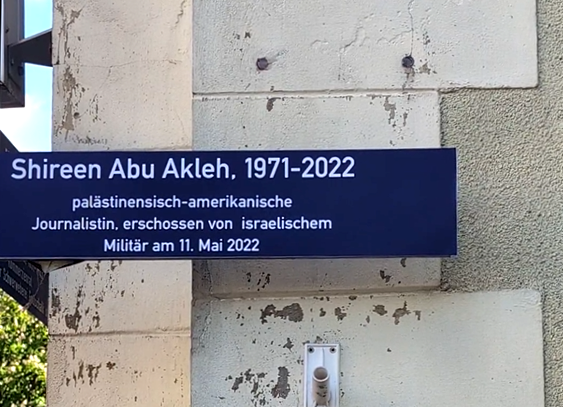 Shireen Abu Akleh, 1971-2022
palästinensisch-amerikanische
Journalistin, erschossen von israelischem
Militär am 11. Mai 2022